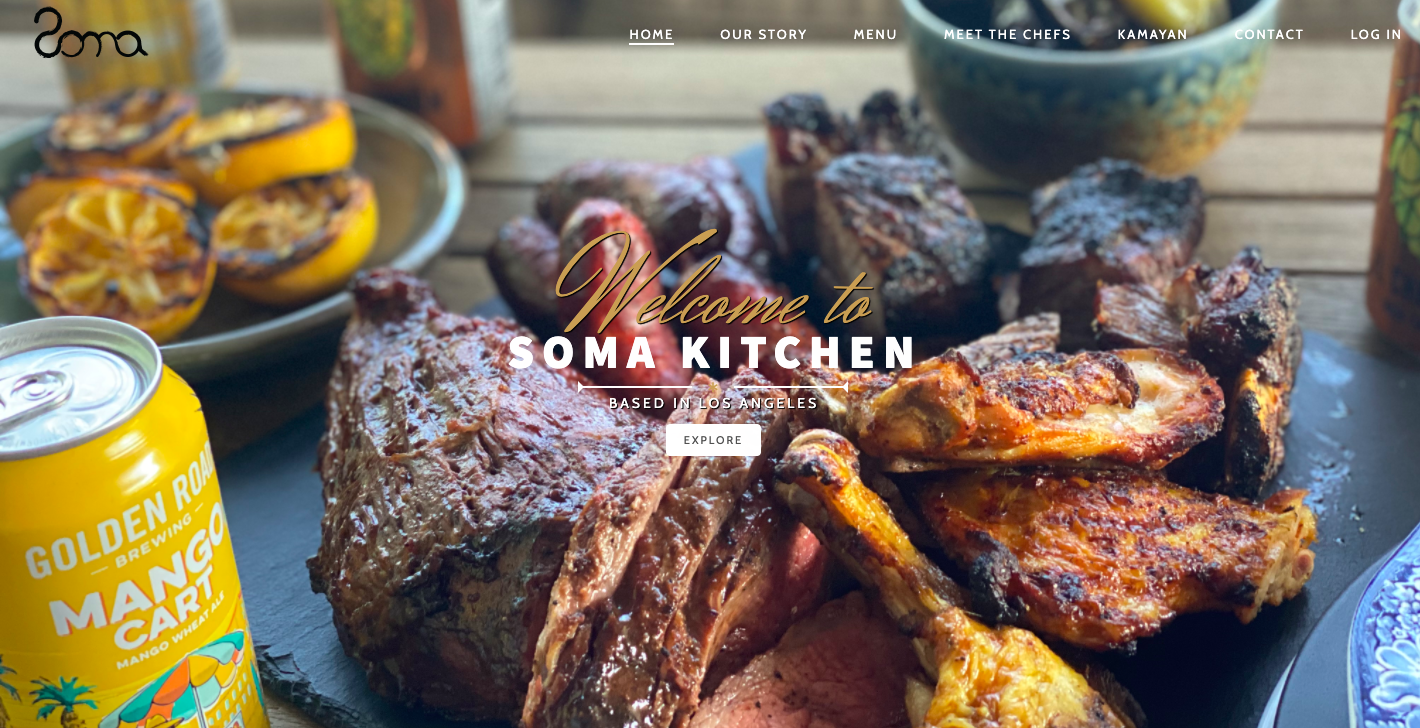 Soma
HOME OUR STORY MENU MEET THE CHEFS KAMAYAN CONTACT LOG IN
Welcome to
SOMA KITCHEN
BASED IN LOS ANGELES
EXPLORE
GOLDEN ROAD
BREWING
MANGO
CART
MANGO WHEAT ALE